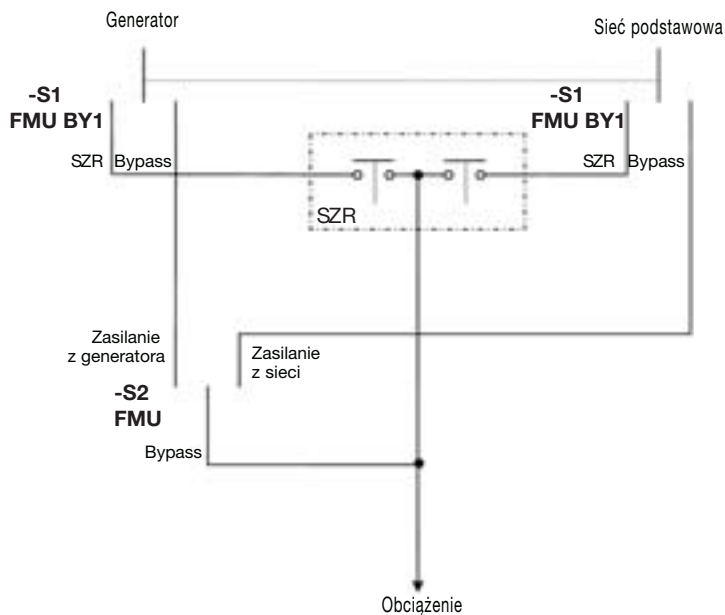 Generator
Sieć podstawowa
-S1
FMU BY1
-S1
FMU BY1
SZR Bypass
SZR Bypass
SZR
Zasilanie
z generatora
Zasilanie
z sieci
-S2
FMU
Bypass
Obciążenie